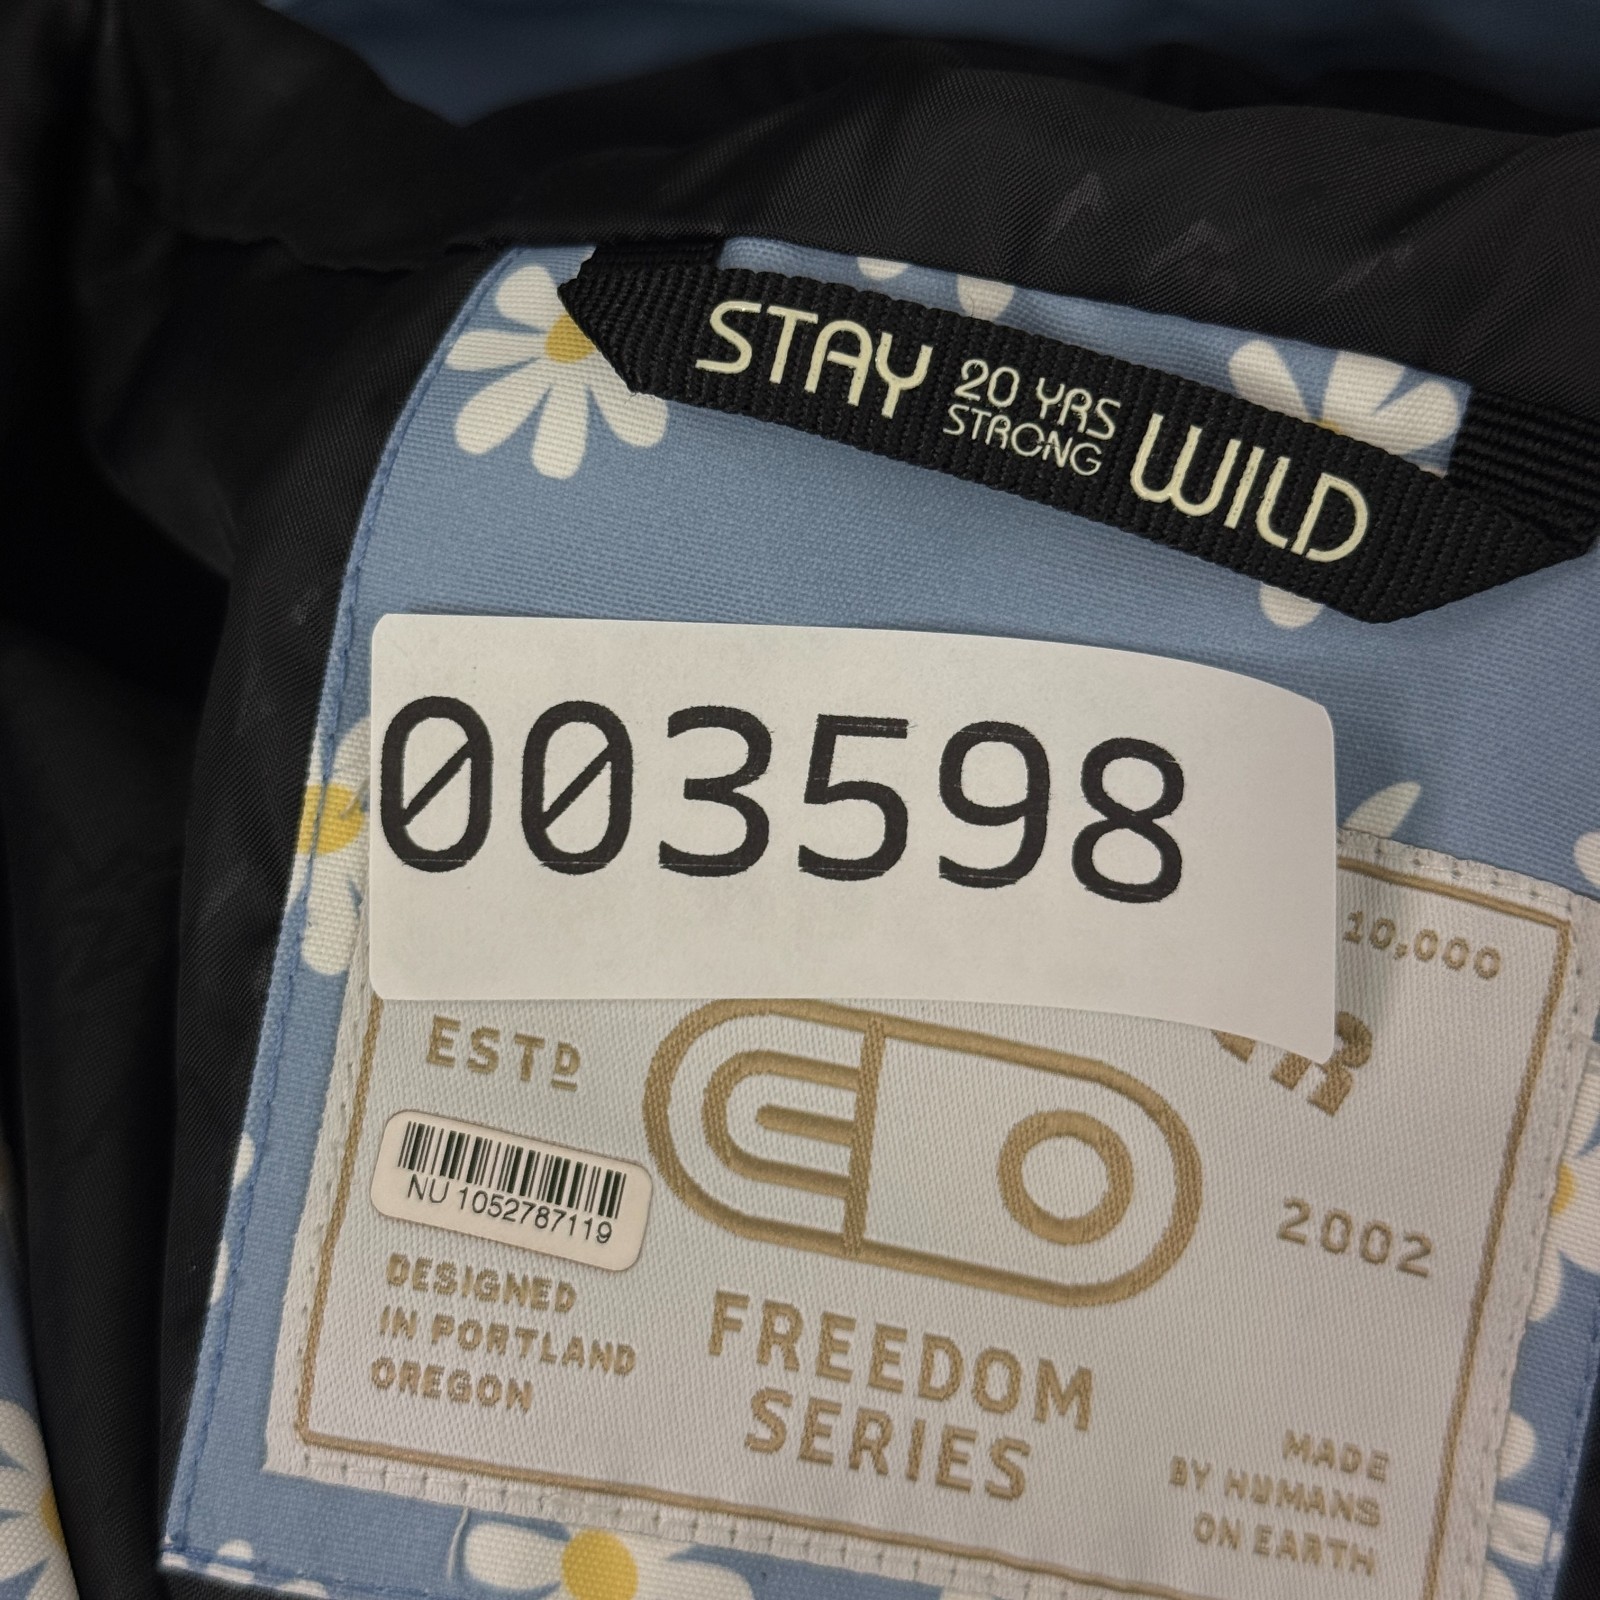 STAY 20 YRS STRONG WILD
003598
10,000
ESTD
2002
NU 1052787119
DESIGNED
IN PORTLAND
OREGON
FREEDOM
SERIES
MADE
BY HUMANS
ON EARTH